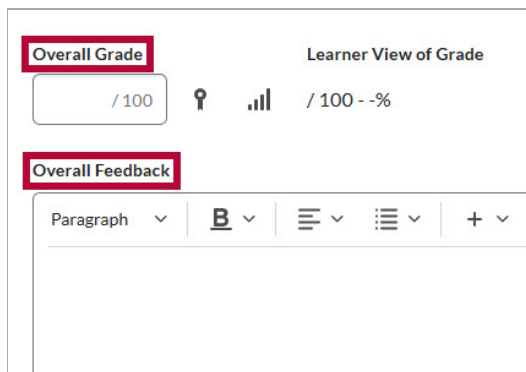 Overall Grade
Learner View of Grade
/ 100
/ 100 - -%
Overall Feedback
Paragraph
B